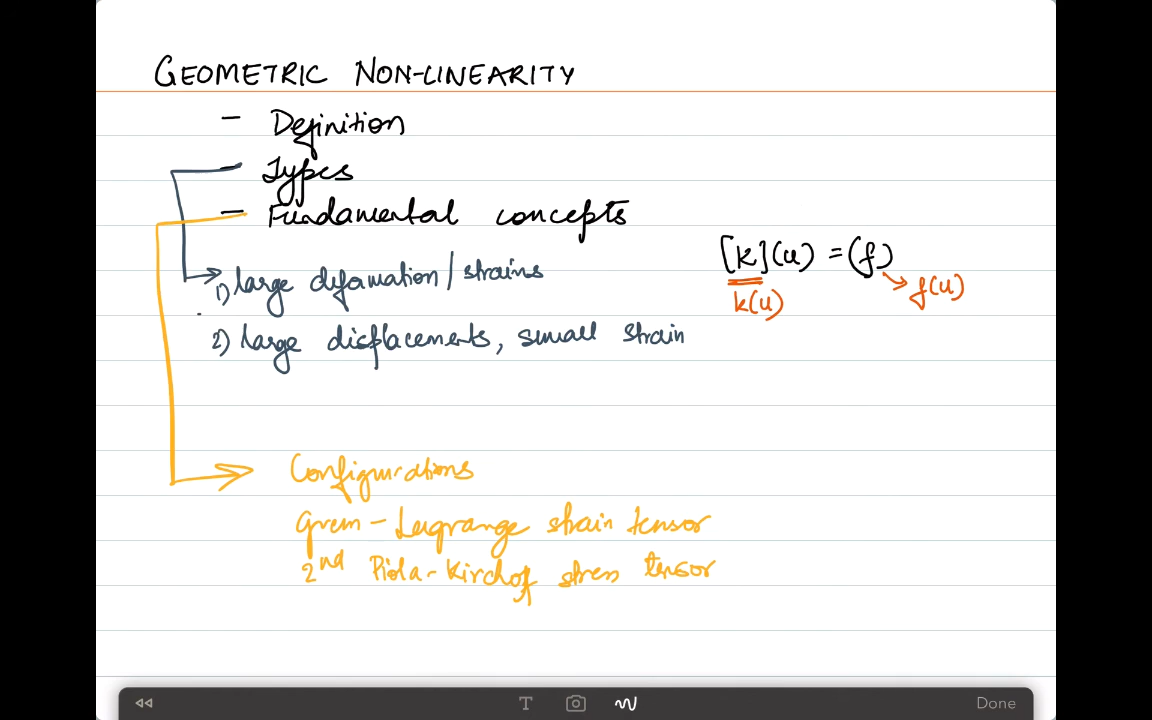 GEOMETRIC NON-LINEARITY
- Definition
- Types
- Fundamental concepts
[k](u) = (f)
k(u)
f(u)
1) large deformation/strains
2) large displacements, small strain
Configurations
Green-Lagrange strain tensor
2nd Piola-Kirchof stress tensor
T
Done